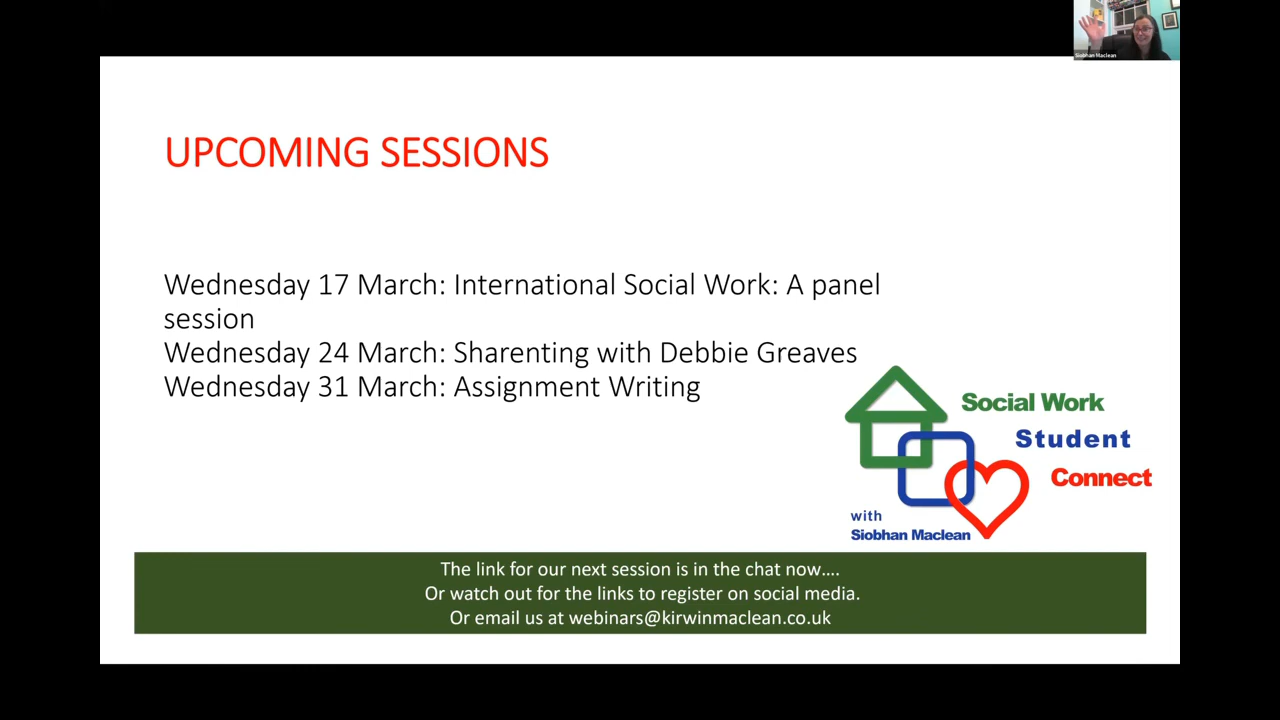 Siobhan Maclean
UPCOMING SESSIONS
Wednesday 17 March: International Social Work: A panel
session
Wednesday 24 March: Sharenting with Debbie Greaves
Wednesday 31 March: Assignment Writing
Social Work
Student
Connect
with
Siobhan Maclean
The link for our next session is in the chat now….
Or watch out for the links to register on social media.
Or email us at webinars@kirwinmaclean.co.uk